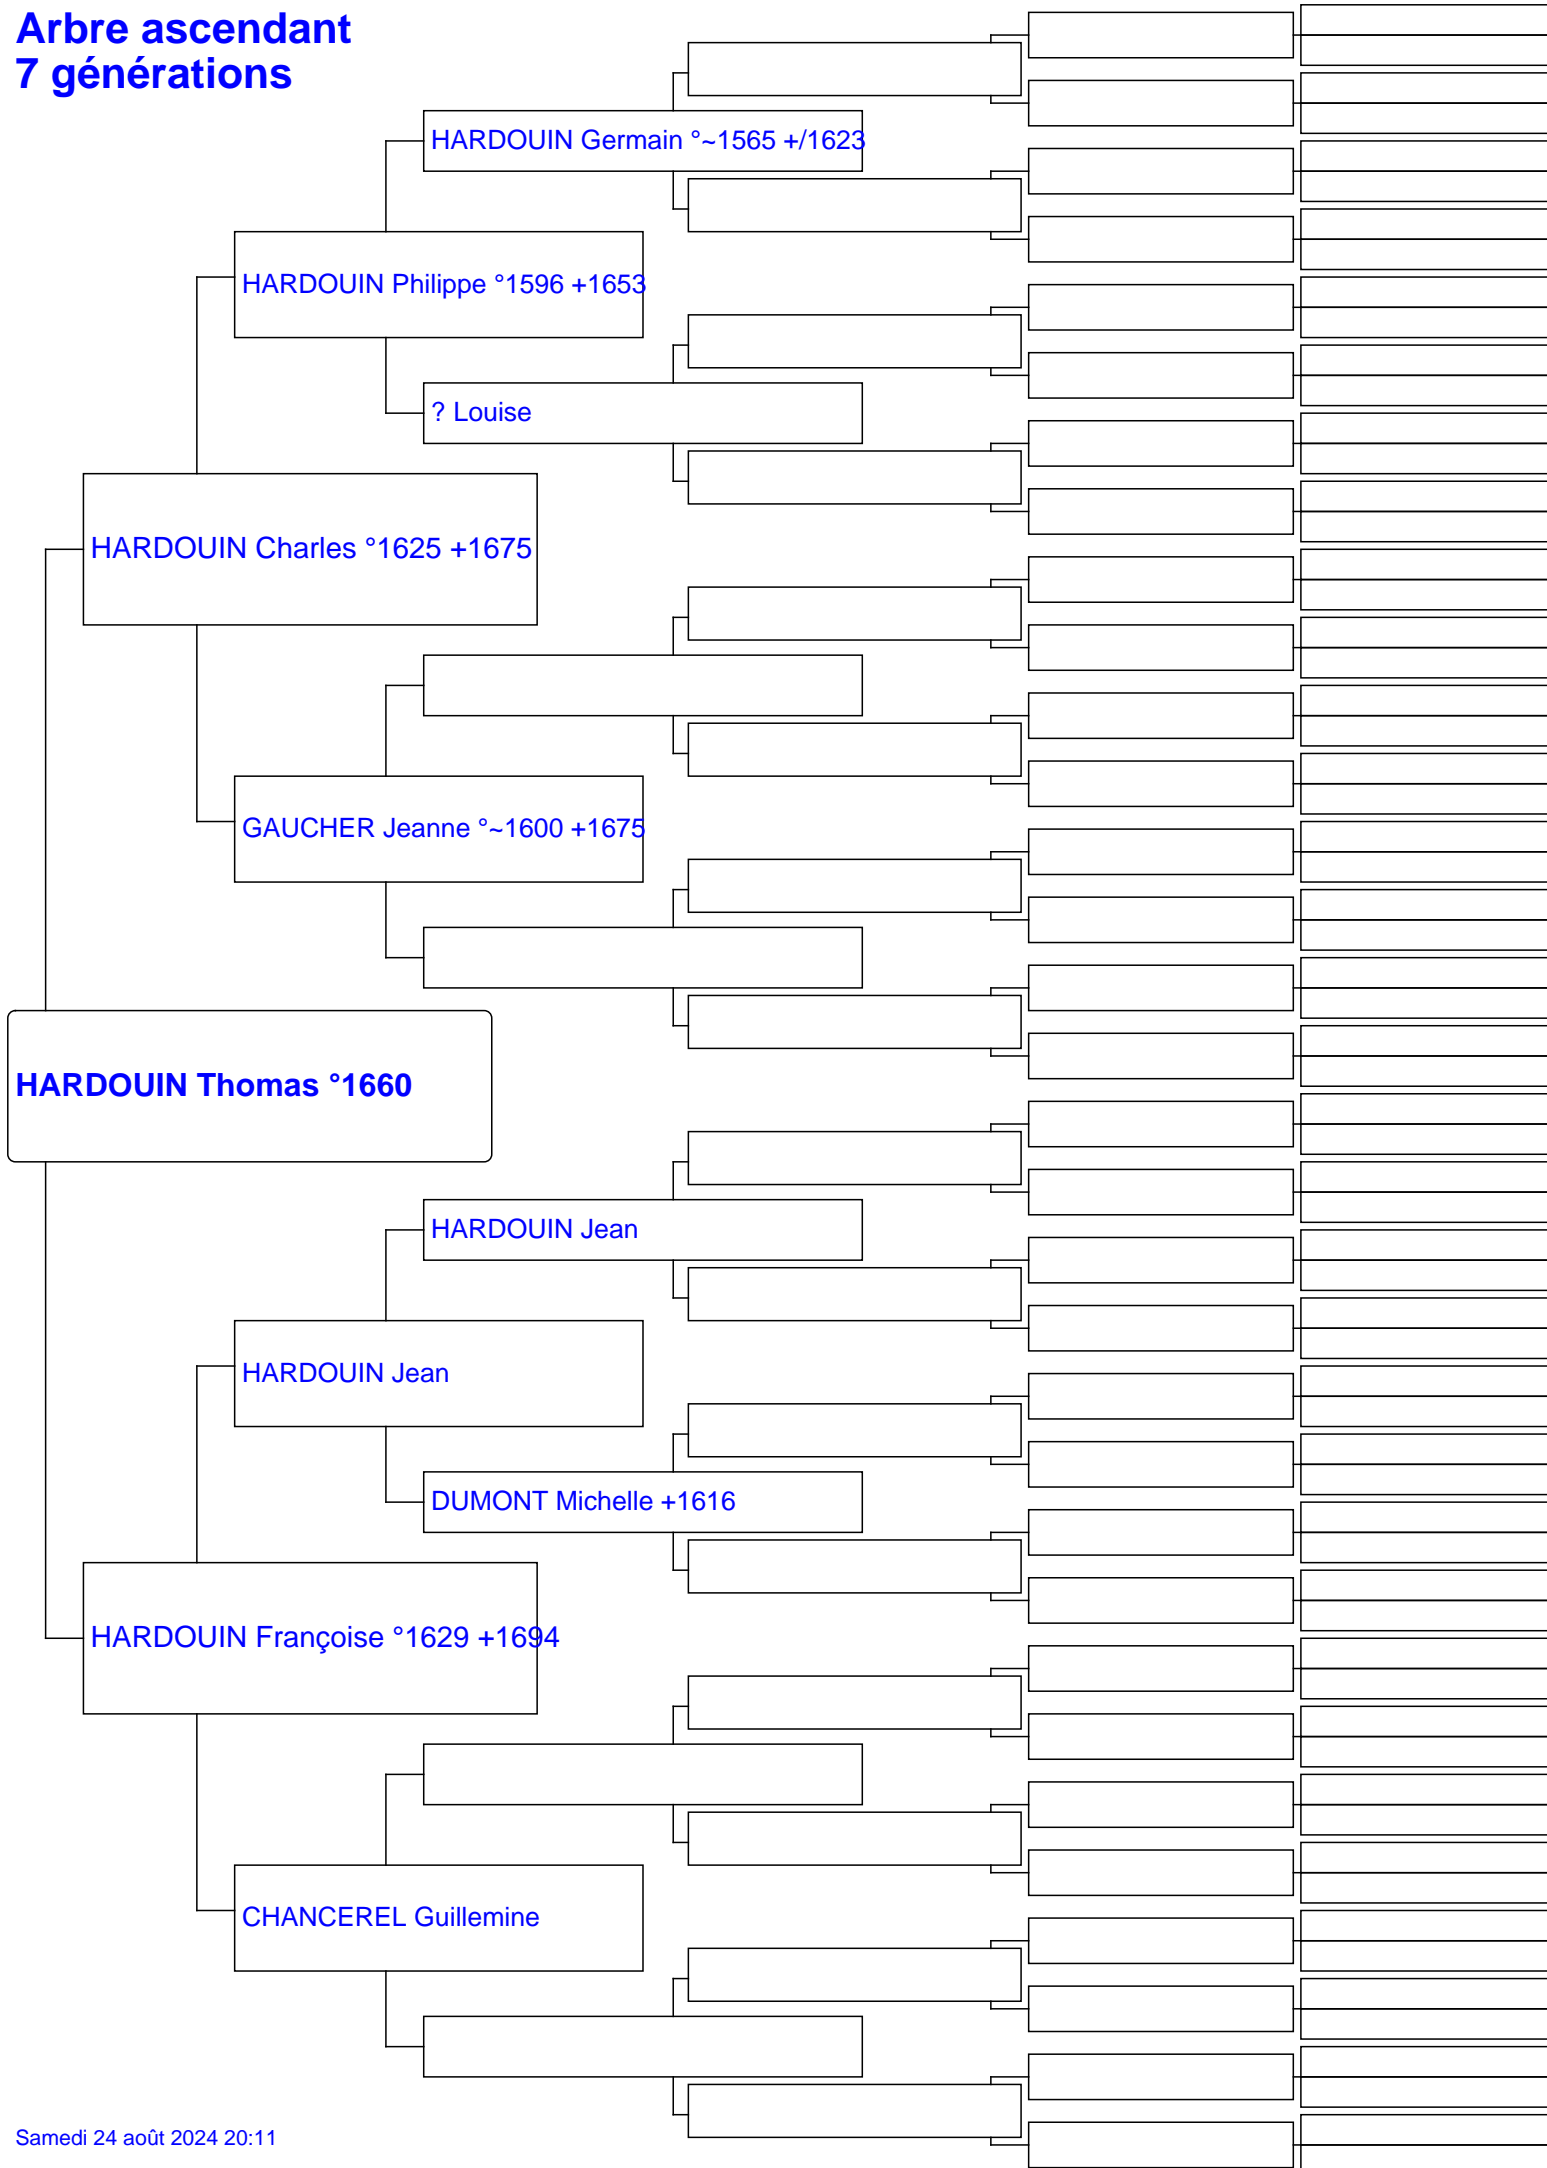 Arbre ascendant
7 générations
HARDOUIN Germain °~1565 +/1623
HARDOUIN Philippe °1596 +1653
? Louise
HARDOUIN Charles °1625 +1675
GAUCHER Jeanne °~1600 +1675
HARDOUIN Thomas °1660
HARDOUIN Jean
HARDOUIN Jean
DUMONT Michelle +1616
HARDOUIN Françoise °1629 +1694
CHANCEREL Guillemine
Samedi 24 août 2024 20:11